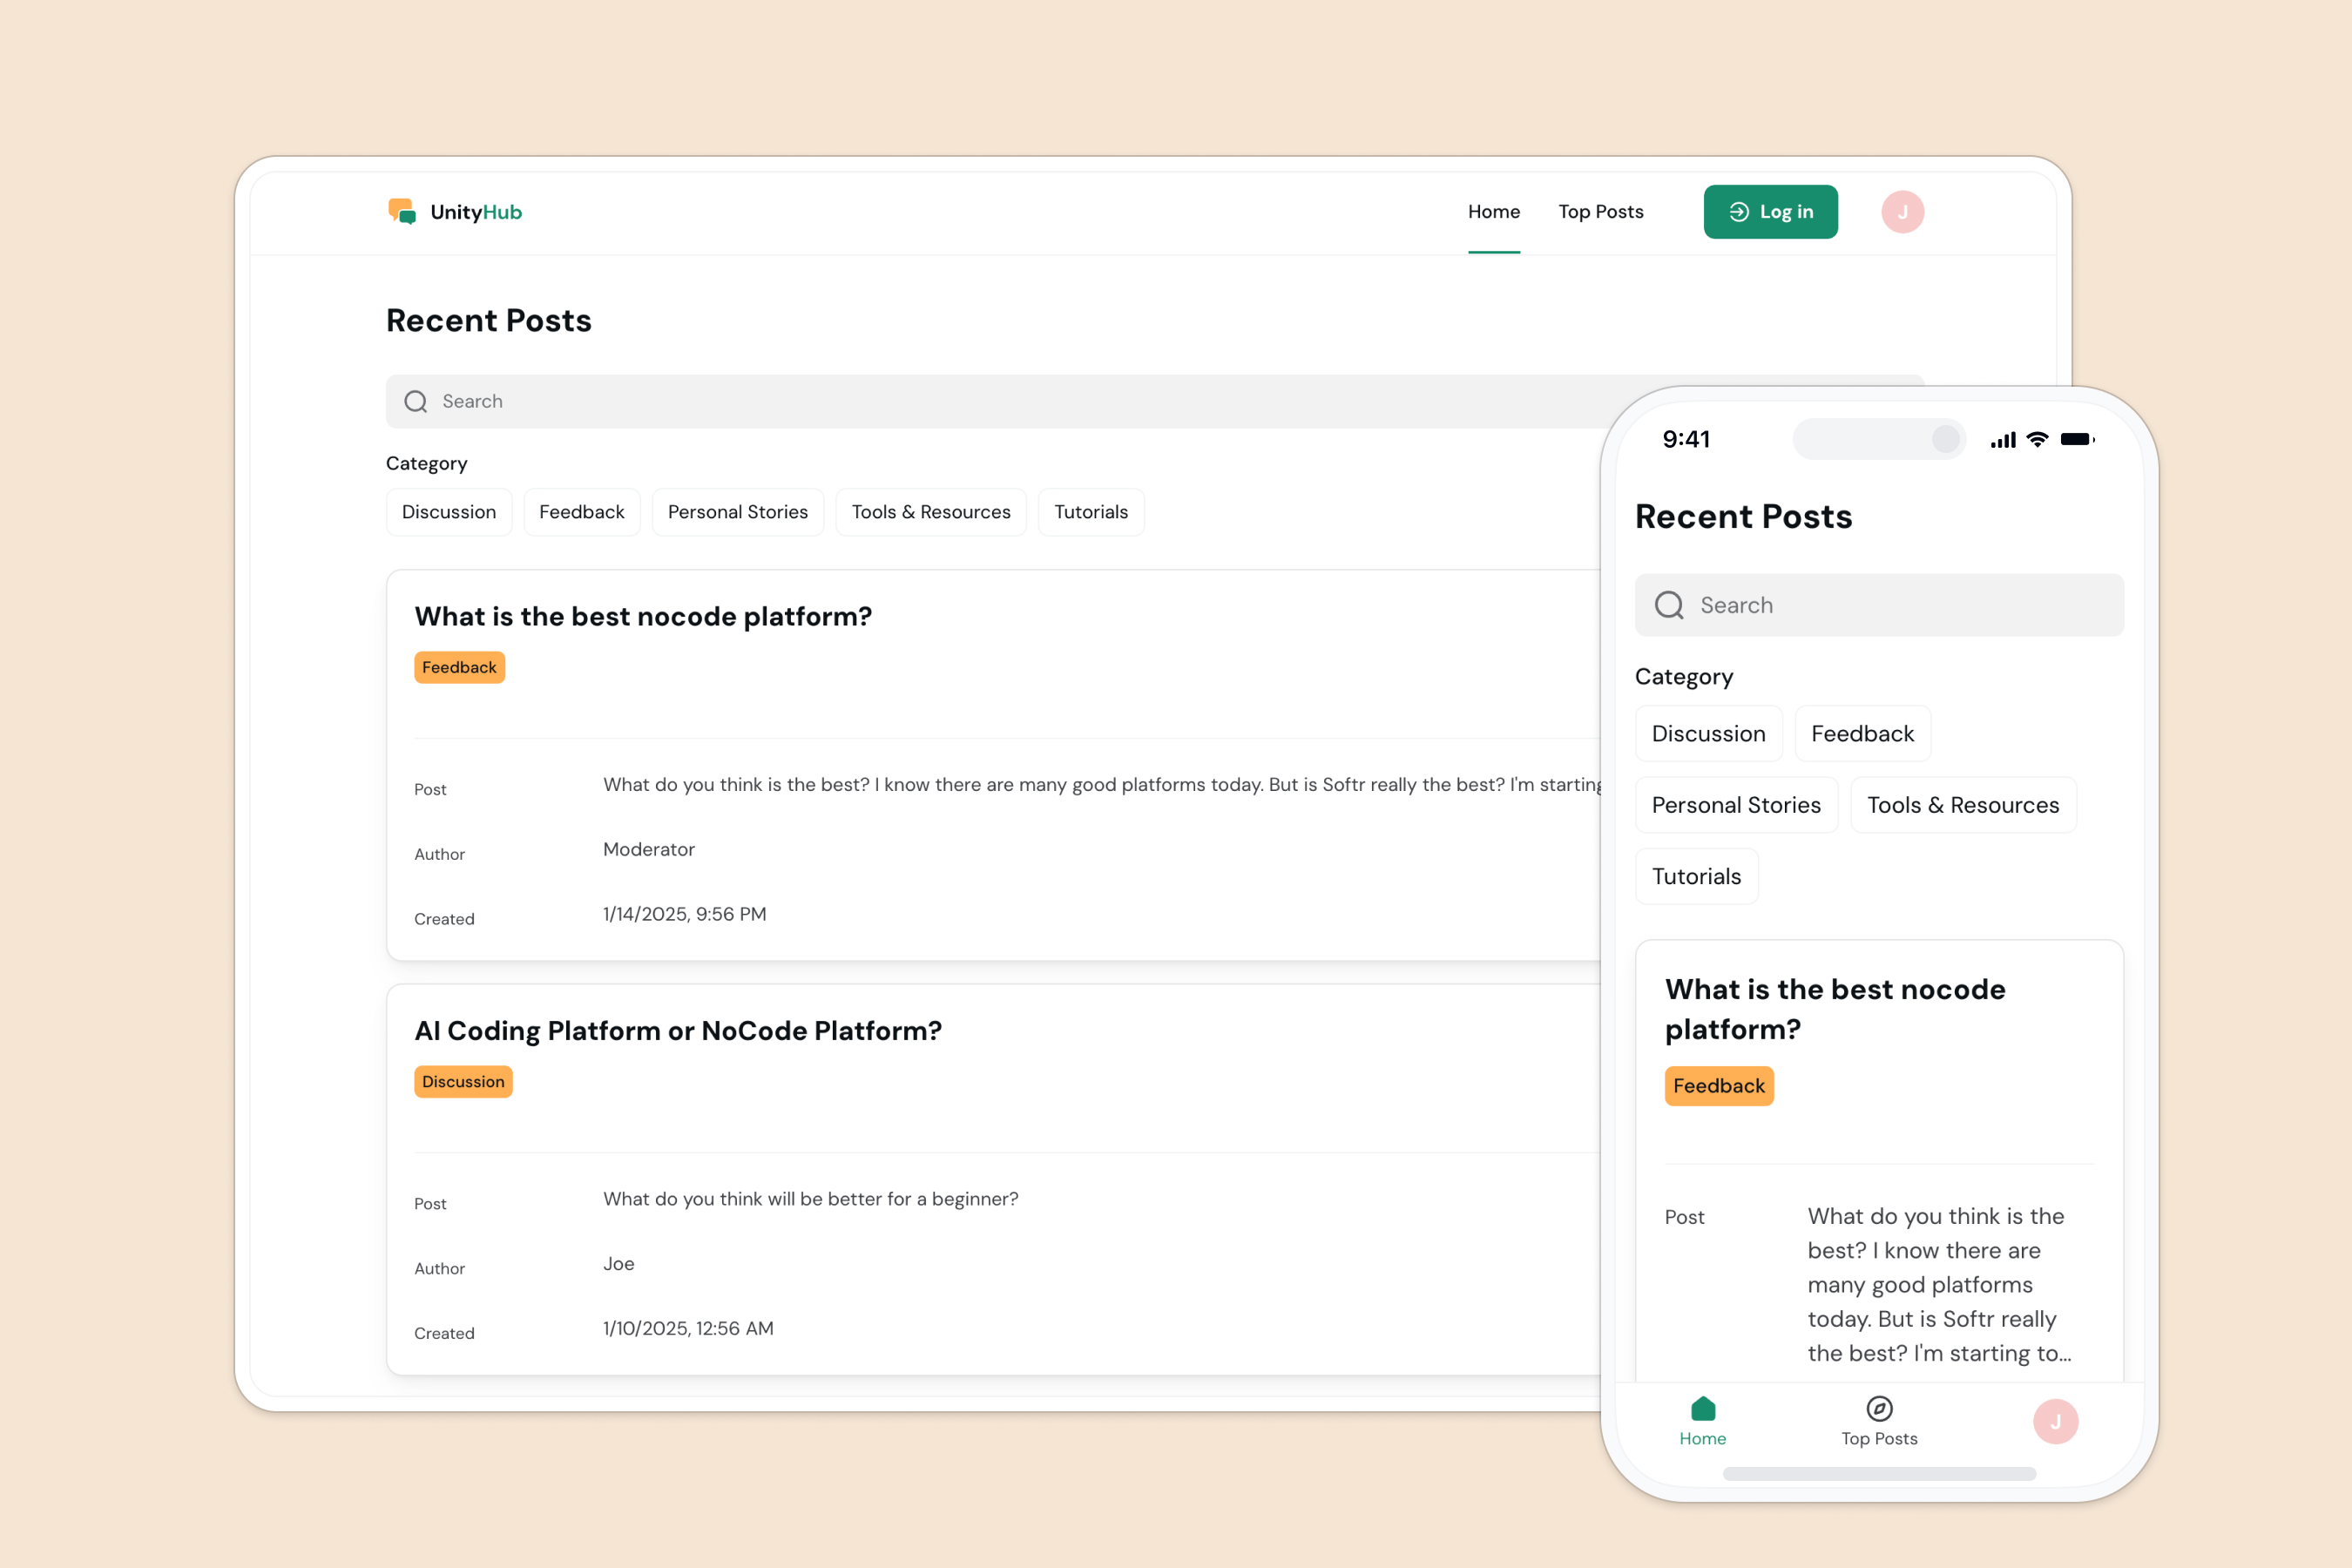 UnityHub
Home
Top Posts
Log in
J
Recent Posts
Search
Category
Discussion
Feedback
Personal Stories
Tools & Resources
Tutorials
What is the best nocode platform?
Feedback
Post
What do you think is the best? I know there are many good platforms today. But is Softr really the best? I'm starting
Author
Moderator
Created
1/14/2025, 9:56 PM
AI Coding Platform or NoCode Platform?
Discussion
Post
What do you think will be better for a beginner?
Author
Joe
Created
1/10/2025, 12:56 AM
9:41
Recent Posts
Search
Category
Discussion
Feedback
Personal Stories
Tools & Resources
Tutorials
What is the best nocode
platform?
Feedback
Post
What do you think is the
best? I know there are
many good platforms
today. But is Softr really
the best? I'm starting to...
Home
Top Posts
J